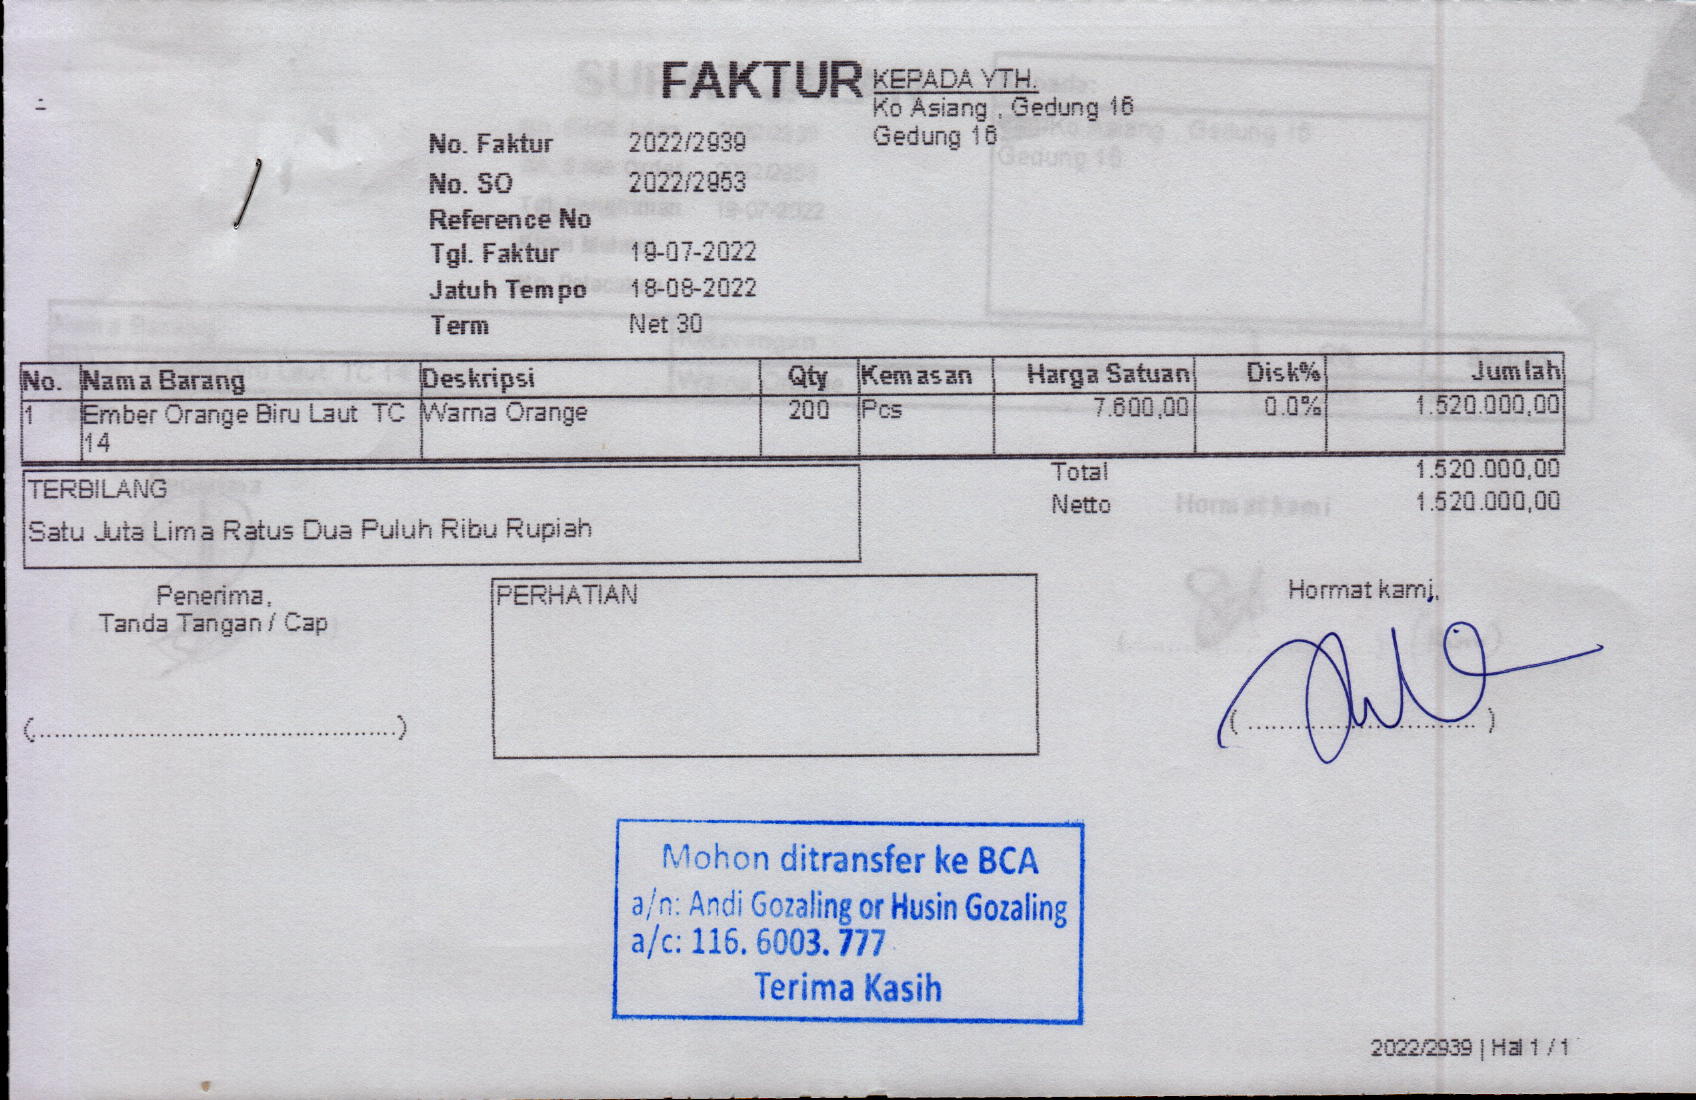 FAKTUR
KEPADA YTH.
Ko Asiang , Gedung 16
Gedung 16
No. Faktur 2022/2939
No. SO 2022/2953
Reference No
Tgl. Faktur 19-07-2022
Jatuh Tempo 18-08-2022
Term Net 30
No. Nama Barang Deskripsi Qty Kemasan Harga Satuan Disk% Jumlah
1 Ember Orange Biru Laut TC Warna Orange 200 Pcs 7.600,00 0.0% 1.520.000,00
14
Total 1.520.000,00
Netto 1.520.000,00
TERBILANG
Satu Juta Lima Ratus Dua Puluh Ribu Rupiah
Penerima,
Tanda Tangan / Cap
(..................................................)
PERHATIAN
Hormat kami,
(................................)
Mohon ditransfer ke BCA
a/n: Andi Gozaling or Husin Gozaling
a/c: 116. 6003. 777
Terima Kasih
2022/2939 | Hal 1 / 1